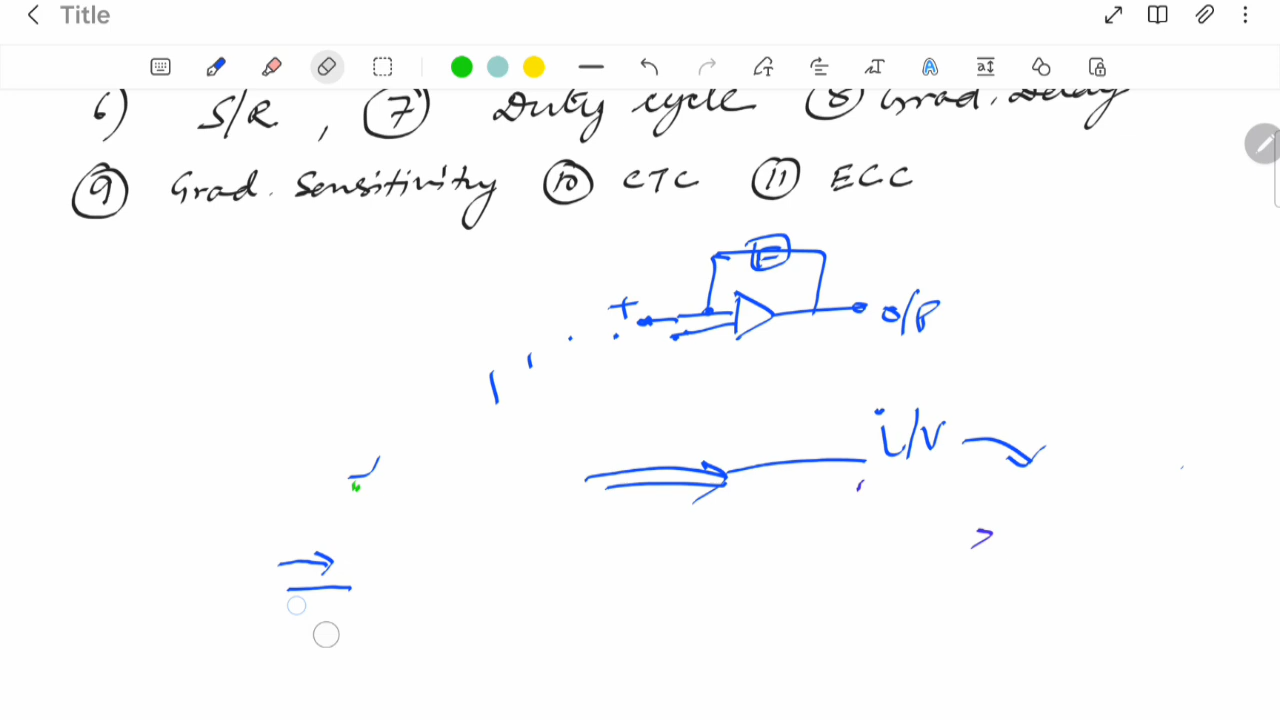 Title
6) S/R , ⑦ Duty cycle ⑧ Grad. Delay
⑨ Grad. Sensitivity ⑩ CTC ⑪ ECC
+
O/P
i/v